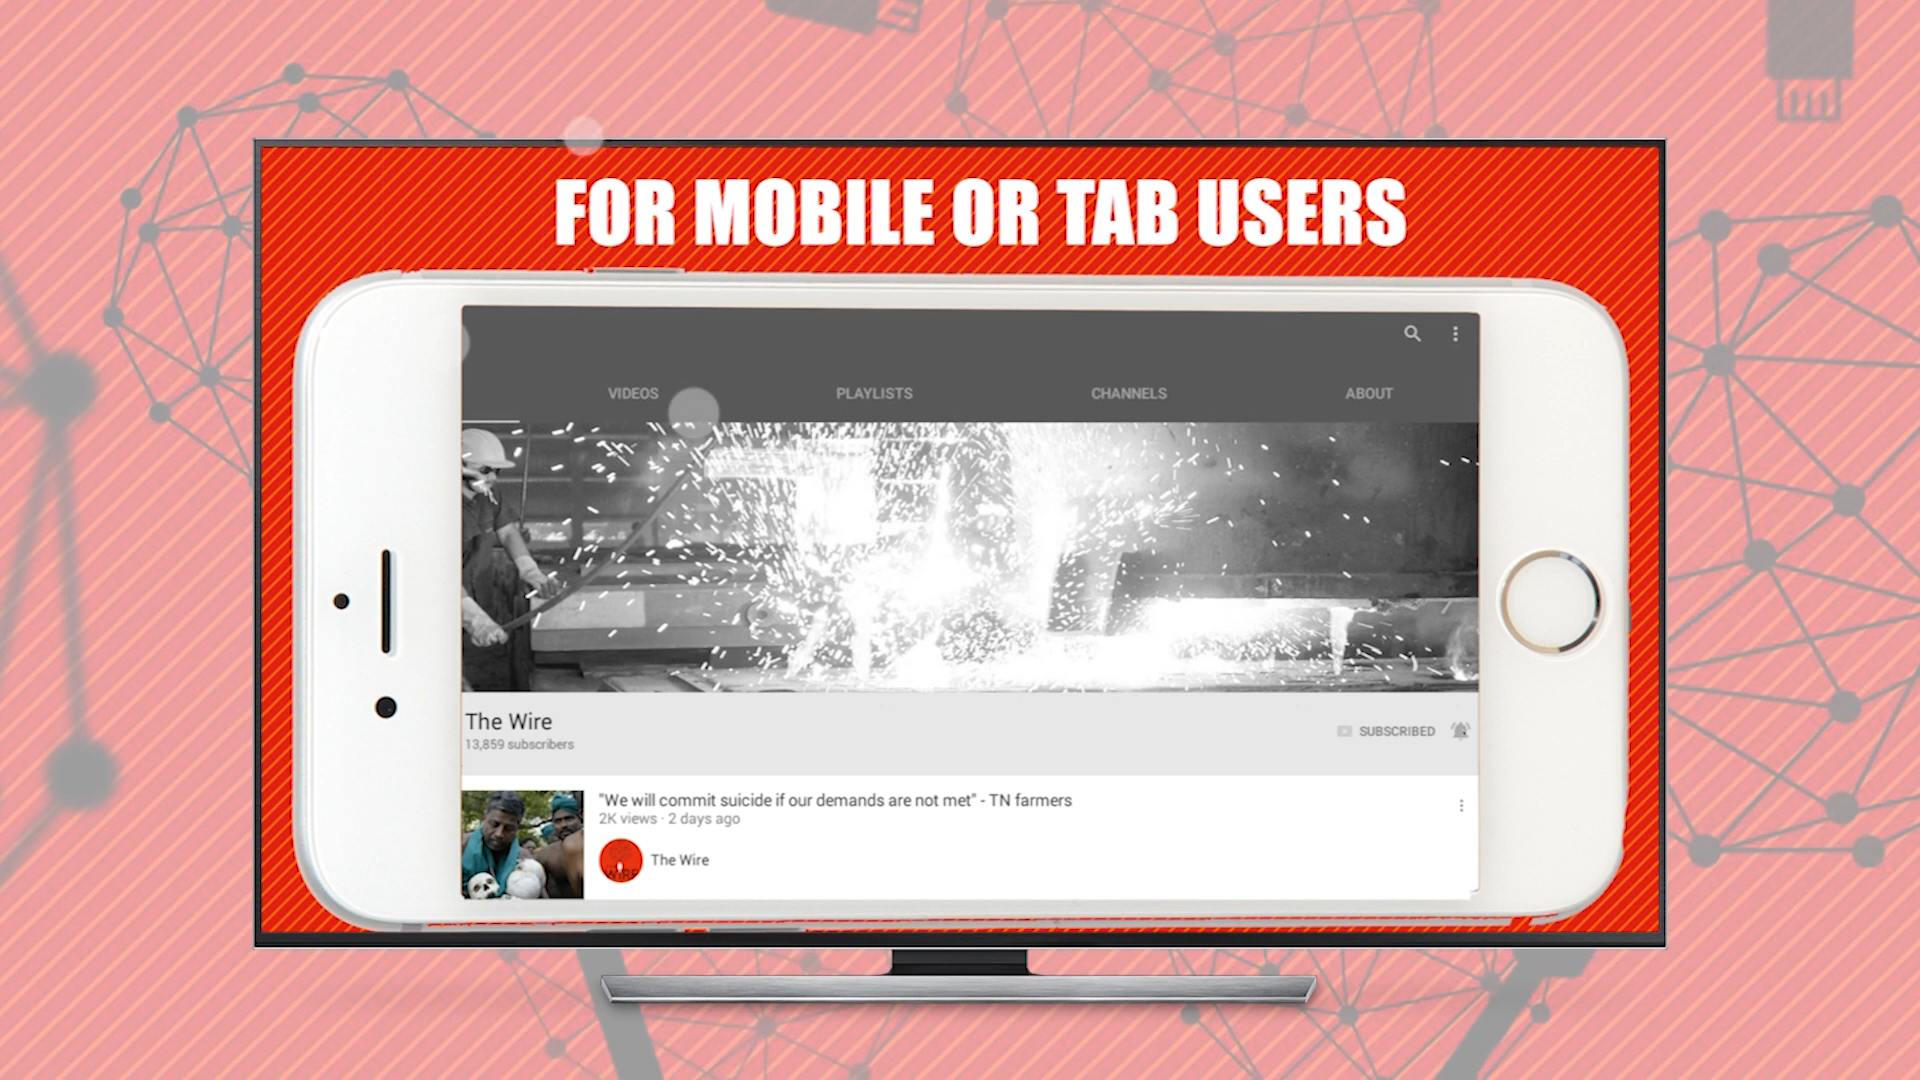 FOR MOBILE OR TAB USERS
VIDEOS PLAYLISTS CHANNELS ABOUT
The Wire
13,859 subscribers
SUBSCRIBED
"We will commit suicide if our demands are not met" - TN farmers
2K views · 2 days ago
WIRE
The Wire